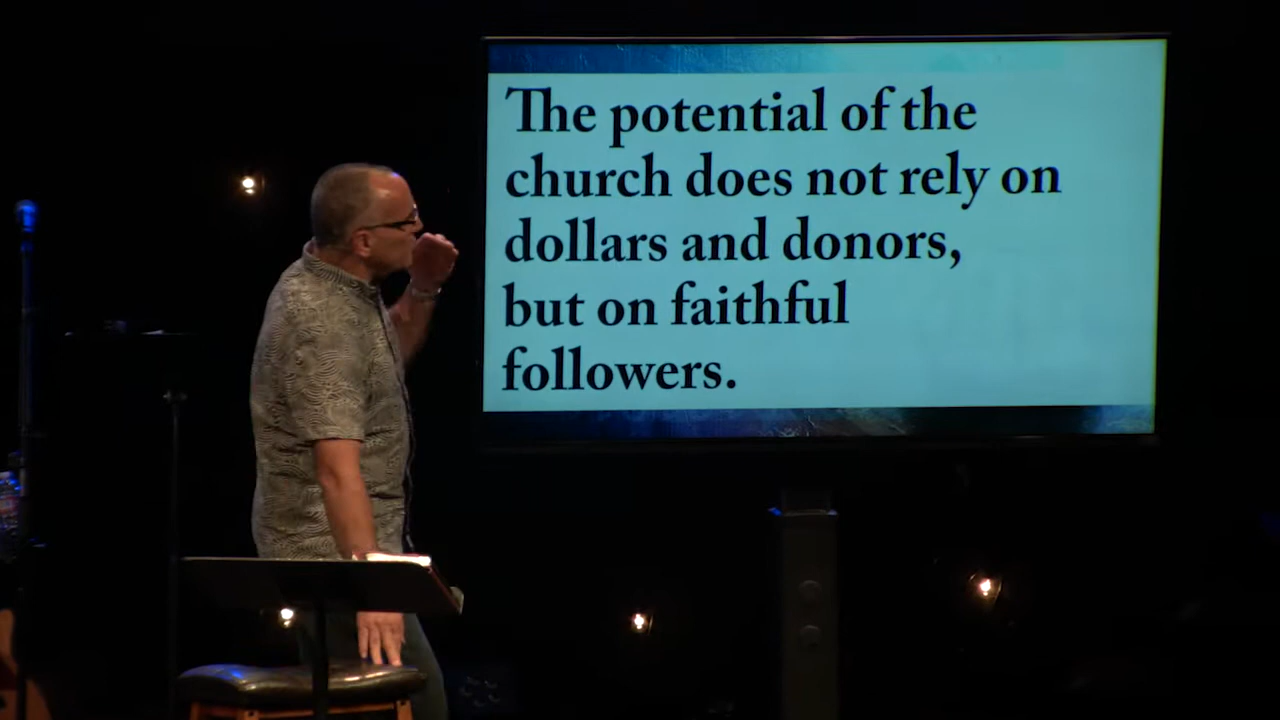 The potential of the
church does not rely on
dollars and donors,
but on faithful
followers.